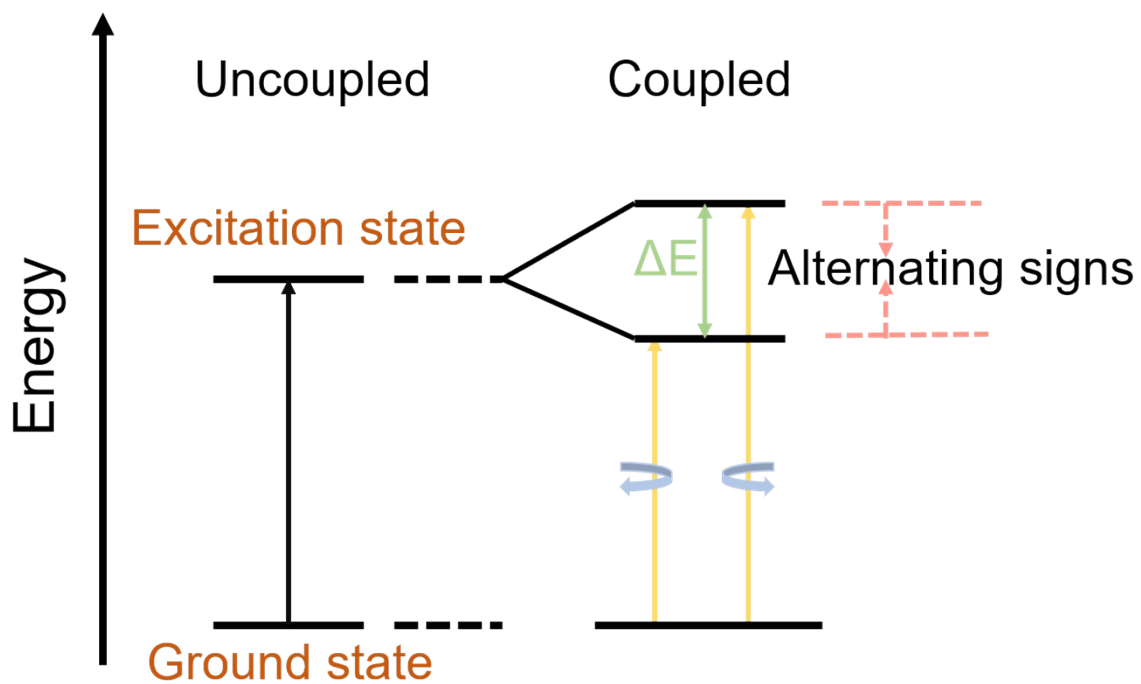 Uncoupled
Coupled
Excitation state
ΔE
Alternating signs
Energy
Ground state